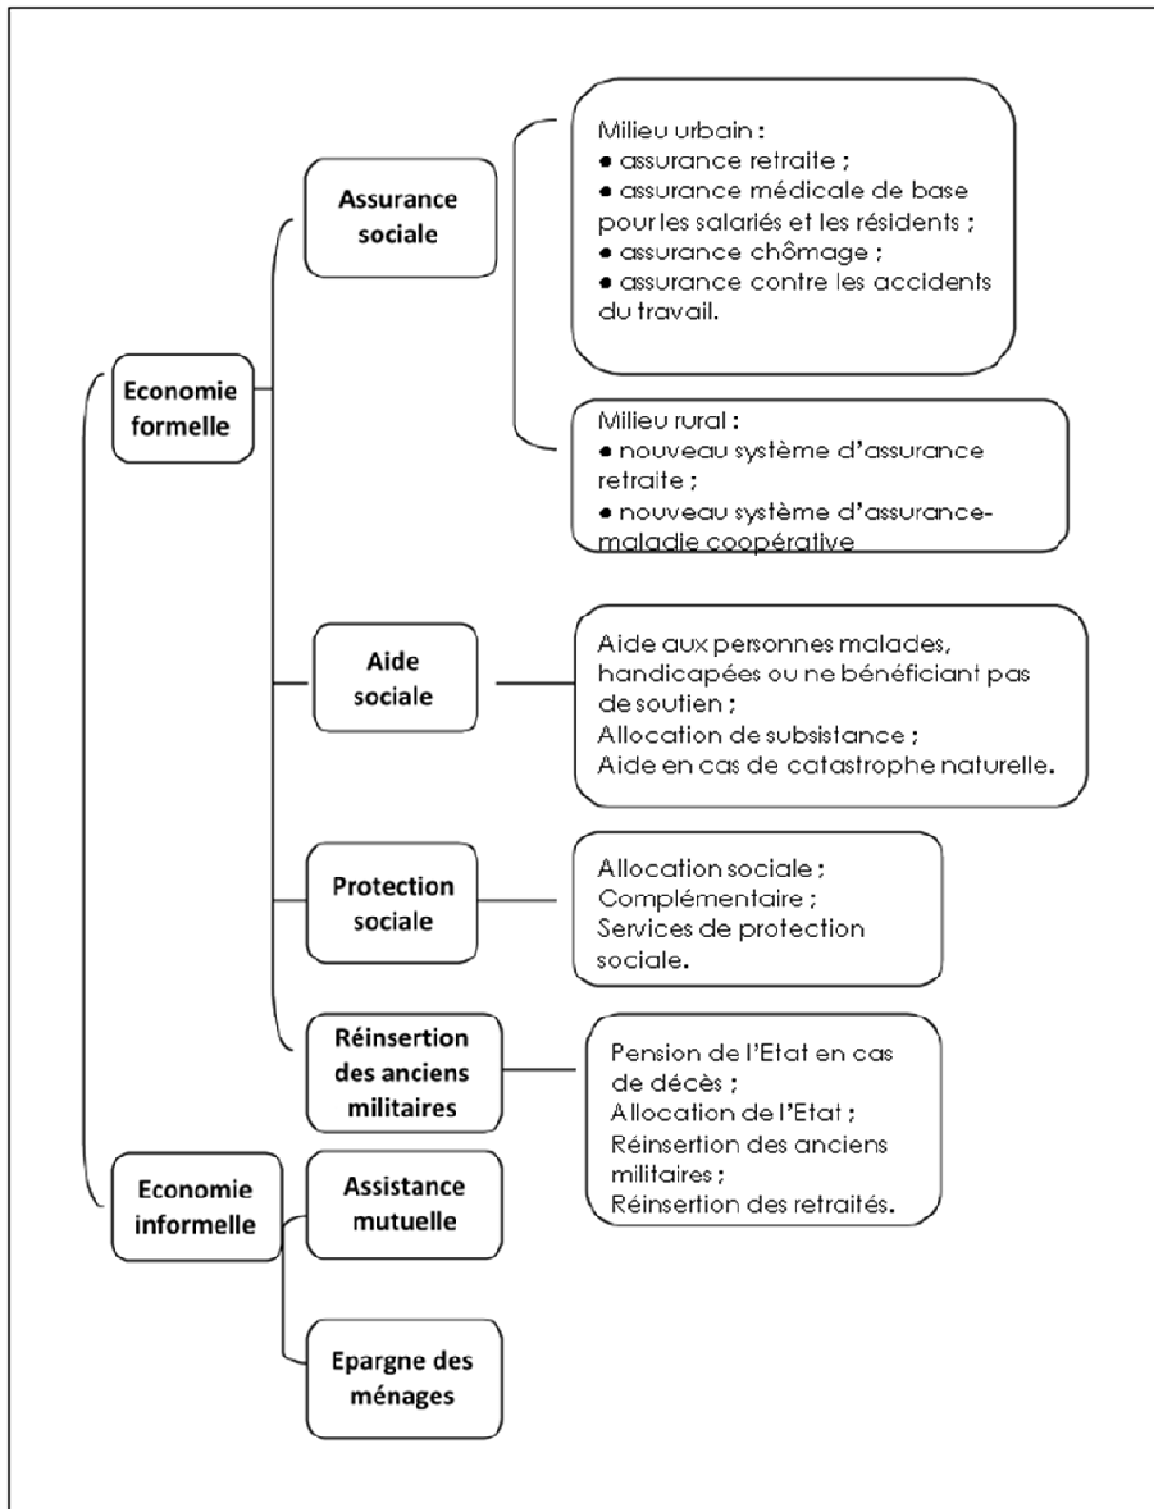 Economie
formelle
Assurance
sociale
Milieu urbain :
● assurance retraite ;
● assurance médicale de base
pour les salariés et les résidents ;
● assurance chômage ;
● assurance contre les accidents
du travail.
Milieu rural :
● nouveau système d'assurance
retraite ;
● nouveau système d'assurance-
maladie coopérative
Aide
sociale
Aide aux personnes malades,
handicapées ou ne bénéficiant pas
de soutien ;
Allocation de subsistance ;
Aide en cas de catastrophe naturelle.
Protection
sociale
Allocation sociale ;
Complémentaire ;
Services de protection
sociale.
Réinsertion
des anciens
militaires
Pension de l'Etat en cas
de décès ;
Allocation de l'Etat ;
Réinsertion des anciens
militaires ;
Réinsertion des retraités.
Economie
informelle
Assistance
mutuelle
Epargne des
ménages